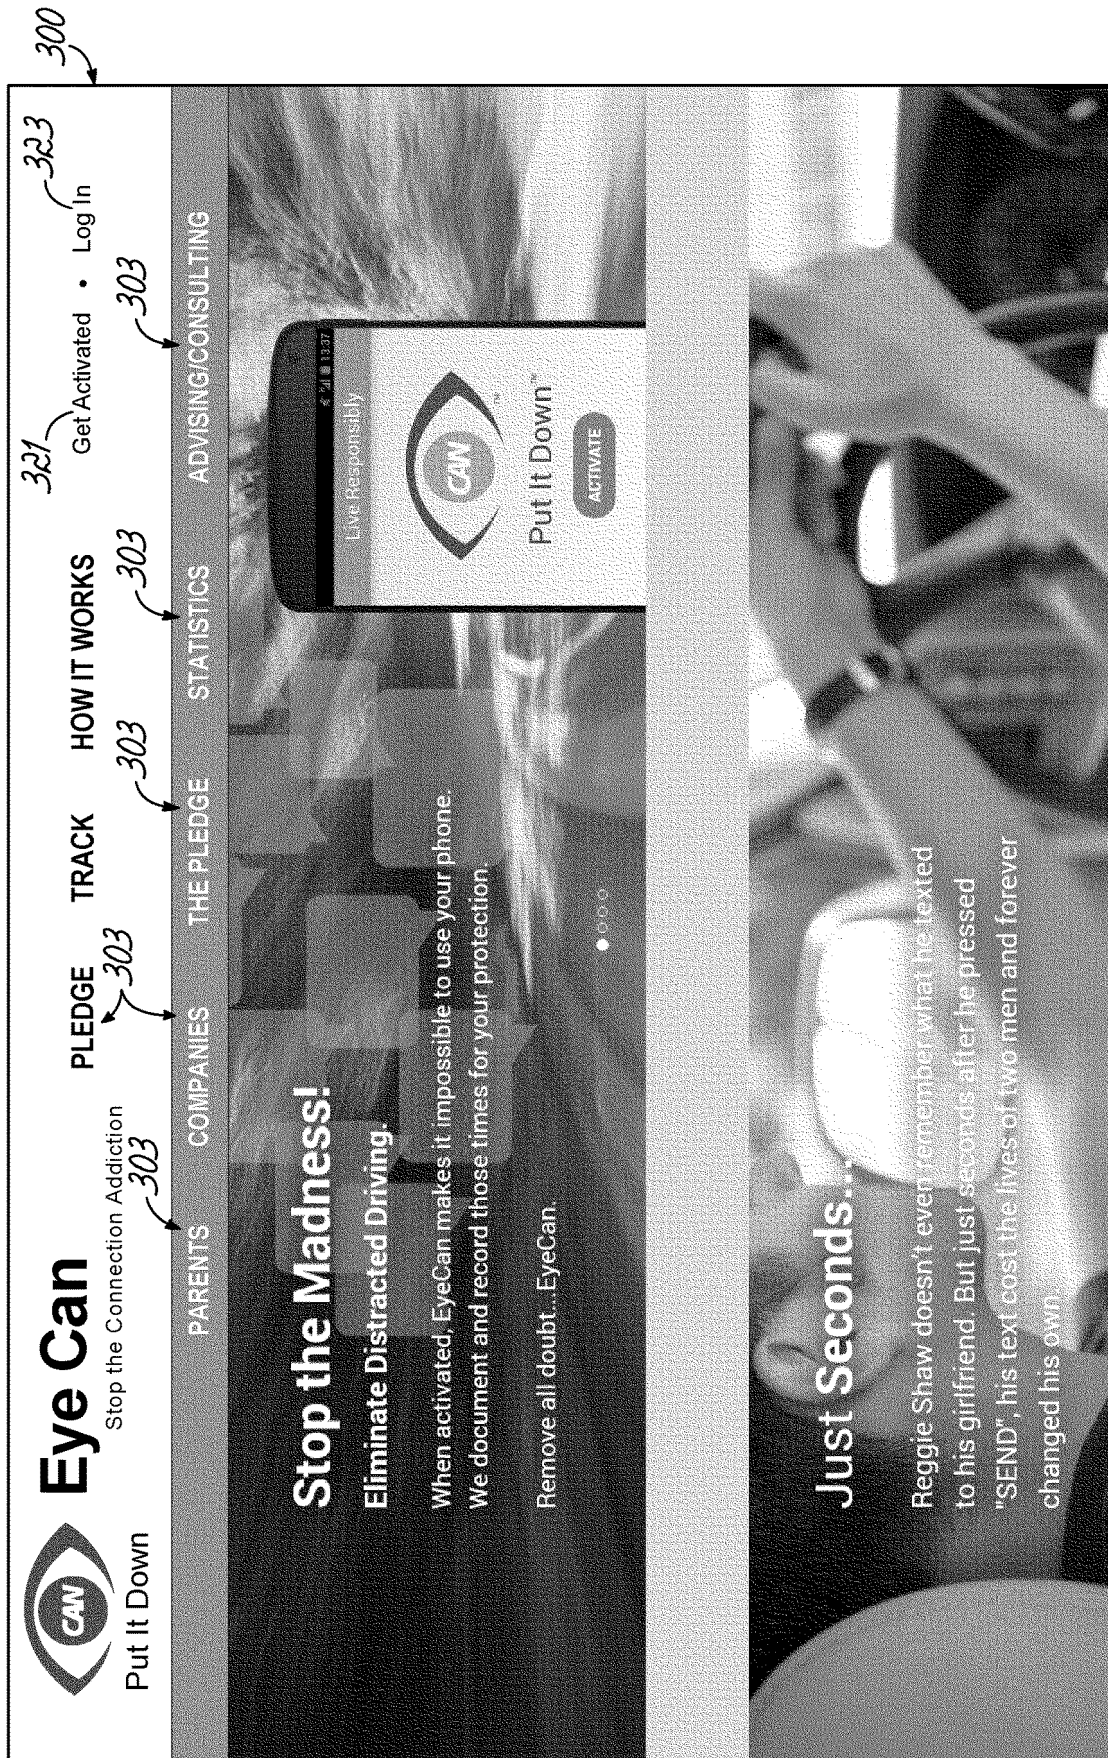 300
CAN
Put It Down
Eye Can
Stop the Connection Addiction
PLEDGE TRACK HOW IT WORKS
321
Get Activated • Log In
323
303
303
303
303
303
PARENTS COMPANIES THE PLEDGE STATISTICS ADVISING/CONSULTING
Stop the Madness!
Eliminate Distracted Driving.
When activated, EyeCan makes it impossible to use your phone.
We document and record those times for your protection.
Remove all doubt...EyeCan.
13:37
Live Responsibly
CAN
TM
Put It Down™
ACTIVATE
Just Seconds...
Reggie Shaw doesn't even remember what he texted
to his girlfriend. But just seconds after he pressed
"SEND", his text cost the lives of two men and forever
changed his own.